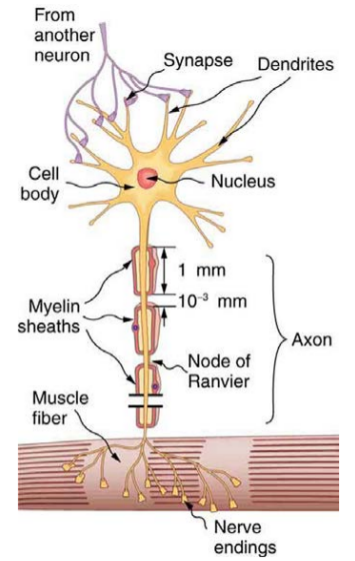 From
another
neuron
Synapse
Dendrites
Cell
body
Nucleus
1 mm
10⁻³ mm
Myelin
sheaths
Axon
Node of
Ranvier
Muscle
fiber
Nerve
endings